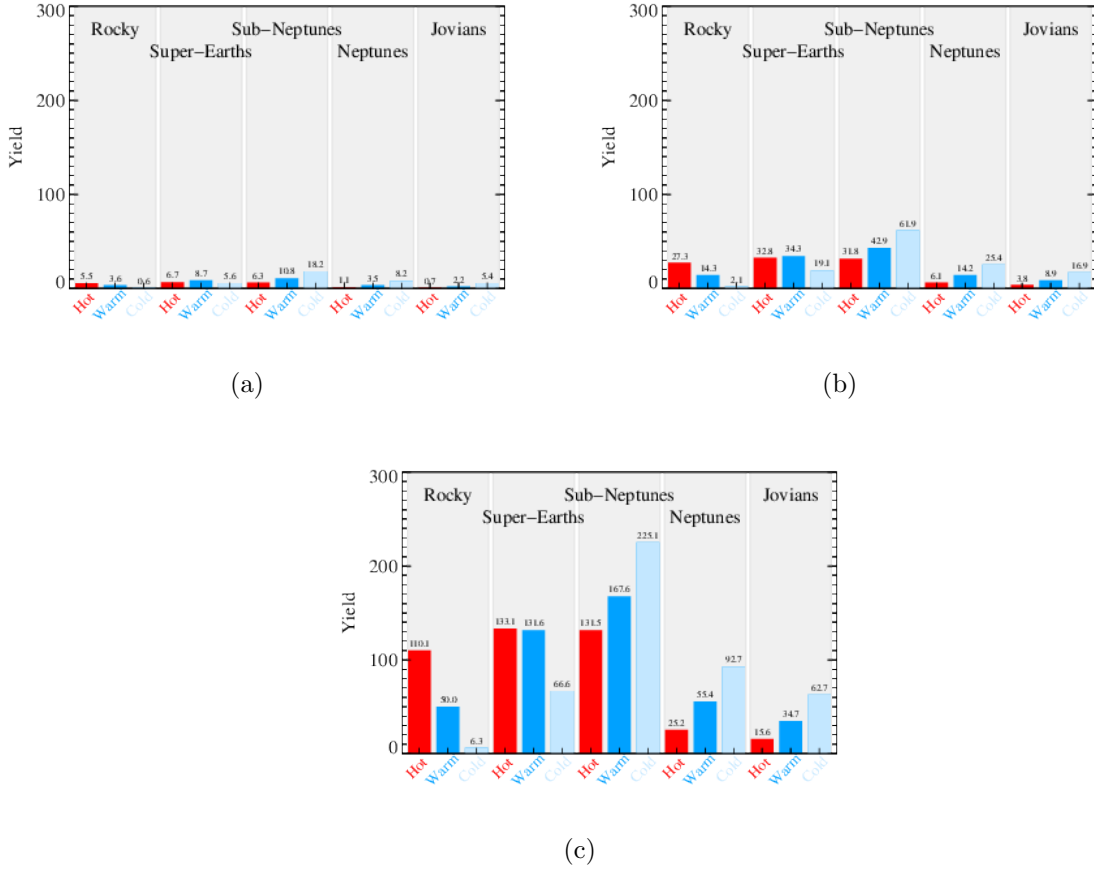 300
200
100
0
Yield
Rocky
Sub−Neptunes
Jovians
Super−Earths
Neptunes
5.5
3.6
0.6
6.7
8.7
5.6
6.3
10.8
18.2
1.1
3.5
8.2
0.7
2.2
5.4
Hot
Warm
Cold
Hot
Warm
Cold
Hot
Warm
Cold
Hot
Warm
Cold
Hot
Warm
Cold
(a)
300
200
100
0
Yield
Rocky
Sub−Neptunes
Jovians
Super−Earths
Neptunes
27.3
14.3
2.1
32.8
34.3
19.1
31.8
42.9
61.9
6.1
14.2
25.4
3.8
8.9
16.9
Hot
Warm
Cold
Hot
Warm
Cold
Hot
Warm
Cold
Hot
Warm
Cold
Hot
Warm
Cold
(b)
300
200
100
0
Yield
Rocky
Sub−Neptunes
Jovians
Super−Earths
Neptunes
110.1
50.0
6.3
133.1
131.6
66.6
131.5
167.6
225.1
25.2
55.4
92.7
15.6
34.7
62.7
Hot
Warm
Cold
Hot
Warm
Cold
Hot
Warm
Cold
Hot
Warm
Cold
Hot
Warm
Cold
(c)